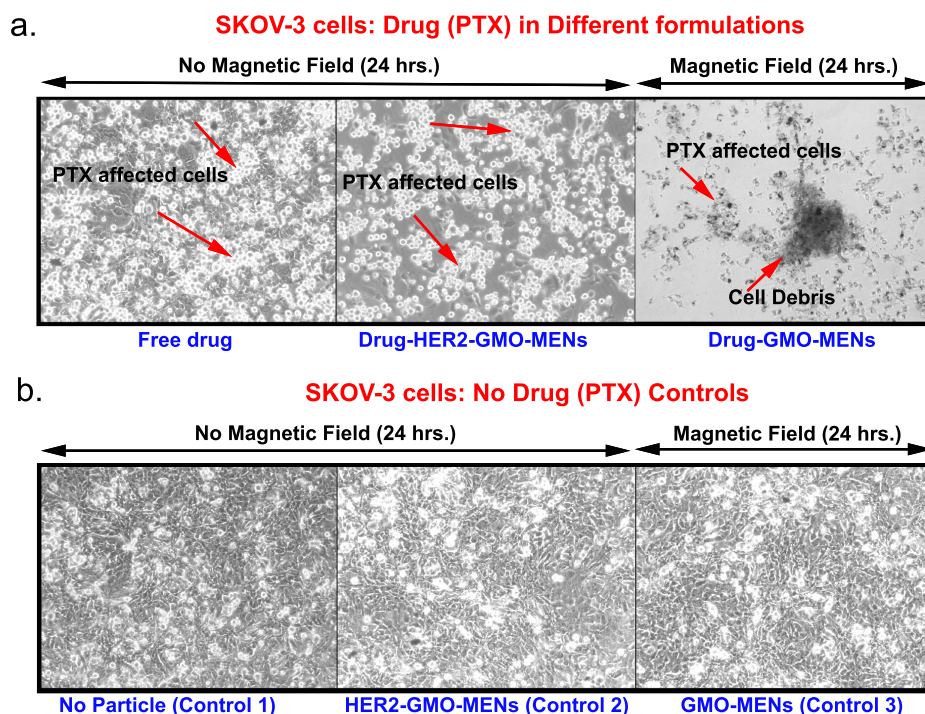 a.
SKOV-3 cells: Drug (PTX) in Different formulations
No Magnetic Field (24 hrs.)
Magnetic Field (24 hrs.)
PTX affected cells
PTX affected cells
PTX affected cells
Cell Debris
Free drug
Drug-HER2-GMO-MENs
Drug-GMO-MENs
b.
SKOV-3 cells: No Drug (PTX) Controls
No Magnetic Field (24 hrs.)
Magnetic Field (24 hrs.)
No Particle (Control 1)
HER2-GMO-MENs (Control 2)
GMO-MENs (Control 3)